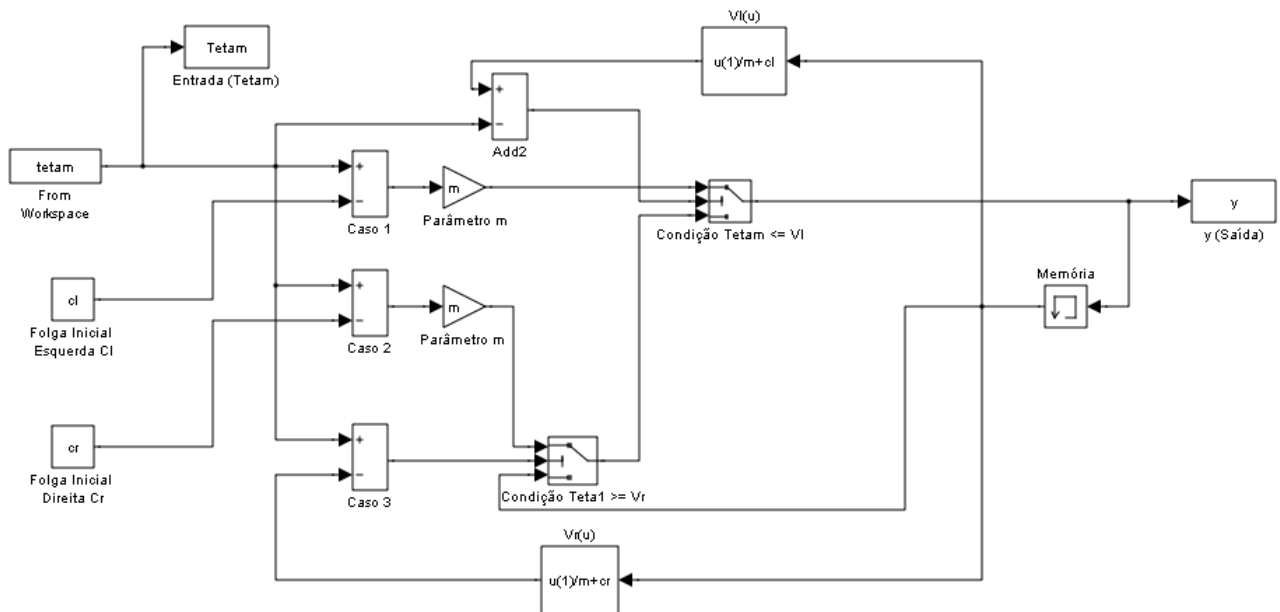 Vl(u)
Tetam
u(1)/m+cl
Entrada (Tetam)
+
−
Add2
tetam
From
Workspace
+
−
m
Caso 1
Parâmetro m
Condição Tetam <= Vl
y
y (Saída)
Memória
cl
Folga Inicial
Esquerda Cl
+
−
m
Caso 2
Parâmetro m
cr
Folga Inicial
Direita Cr
+
−
Caso 3
Condição Teta1 >= Vr
Vr(u)
u(1)/m+cr